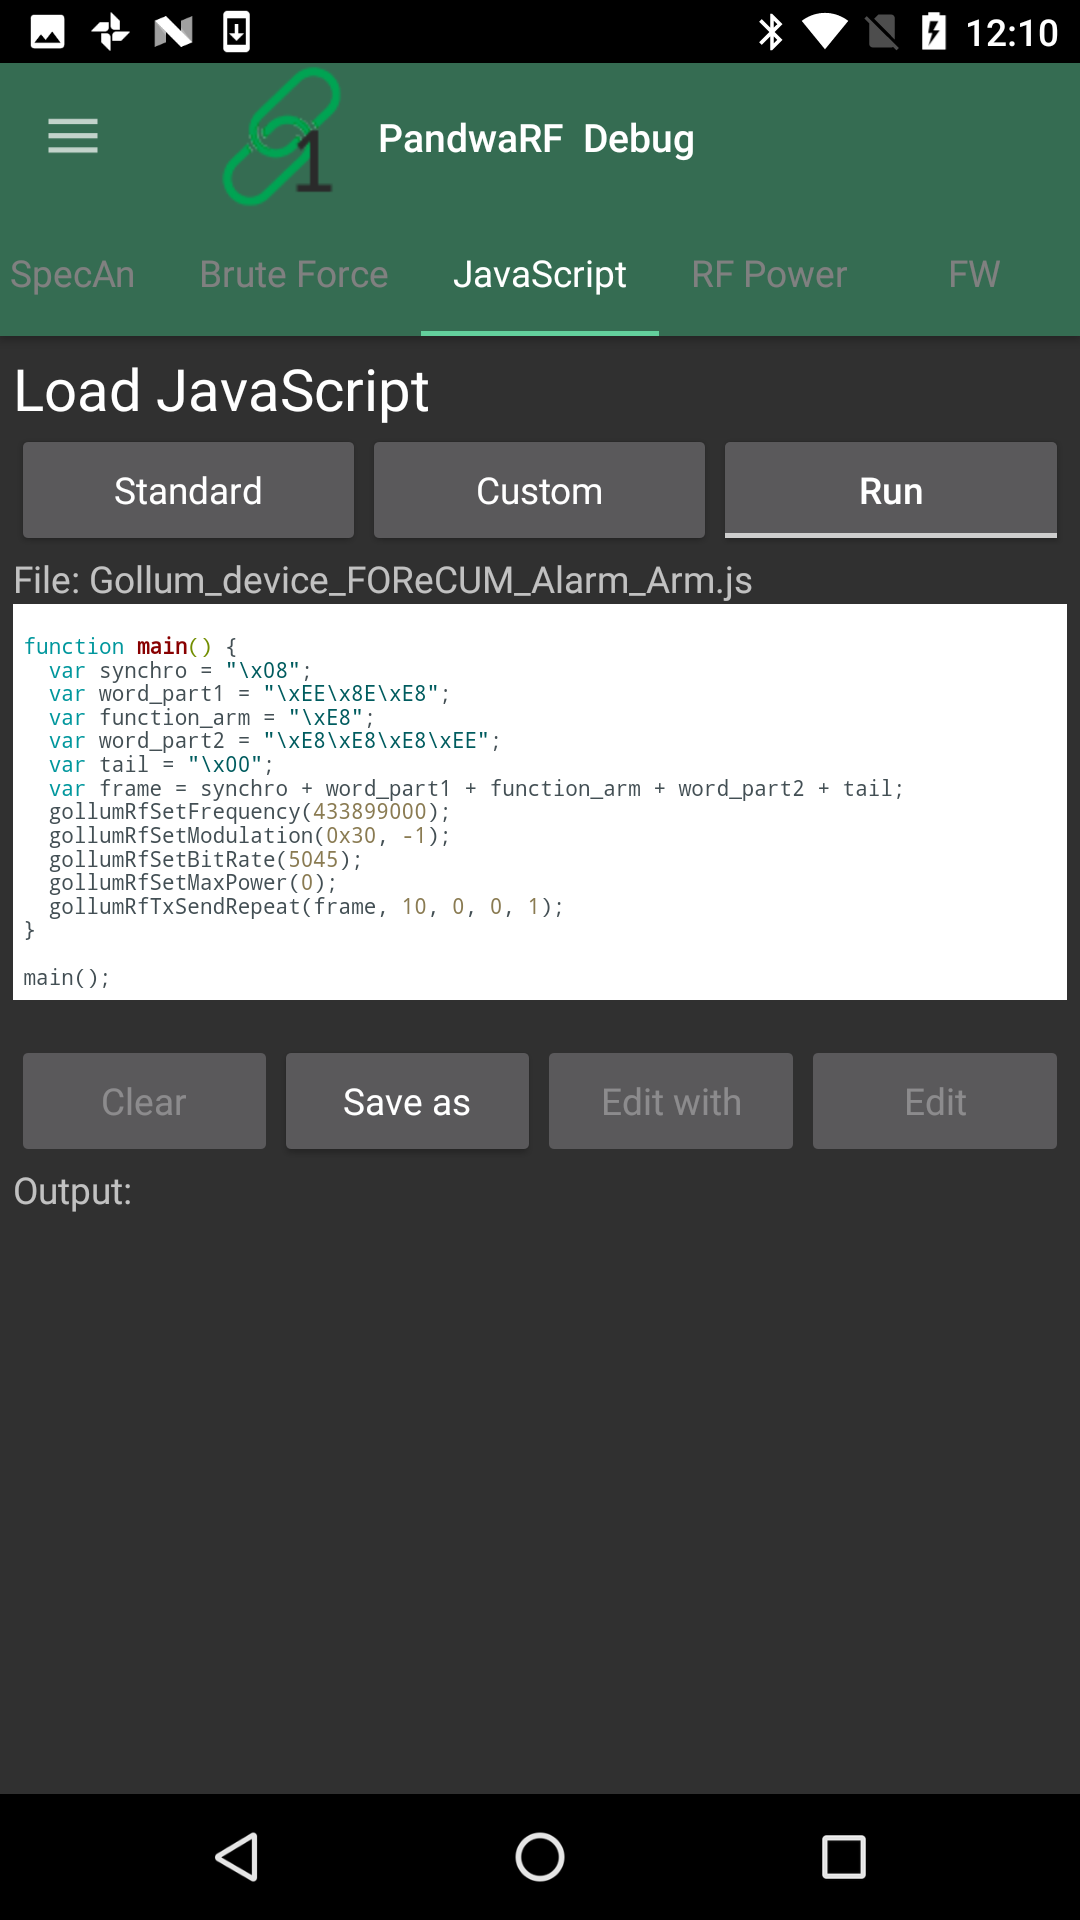 12:10
1
PandwaRF  Debug
SpecAn Brute Force JavaScript RF Power FW
Load JavaScript
Standard Custom Run
File: Gollum_device_FOReCUM_Alarm_Arm.js
function main() {
  var synchro = "\x08";
  var word_part1 = "\xEE\x8E\xE8";
  var function_arm = "\xE8";
  var word_part2 = "\xE8\xE8\xE8\xEE";
  var tail = "\x00";
  var frame = synchro + word_part1 + function_arm + word_part2 + tail;
  gollumRfSetFrequency(433899000);
  gollumRfSetModulation(0x30, -1);
  gollumRfSetBitRate(5045);
  gollumRfSetMaxPower(0);
  gollumRfTxSendRepeat(frame, 10, 0, 0, 1);
}
main();
Clear Save as Edit with Edit
Output: